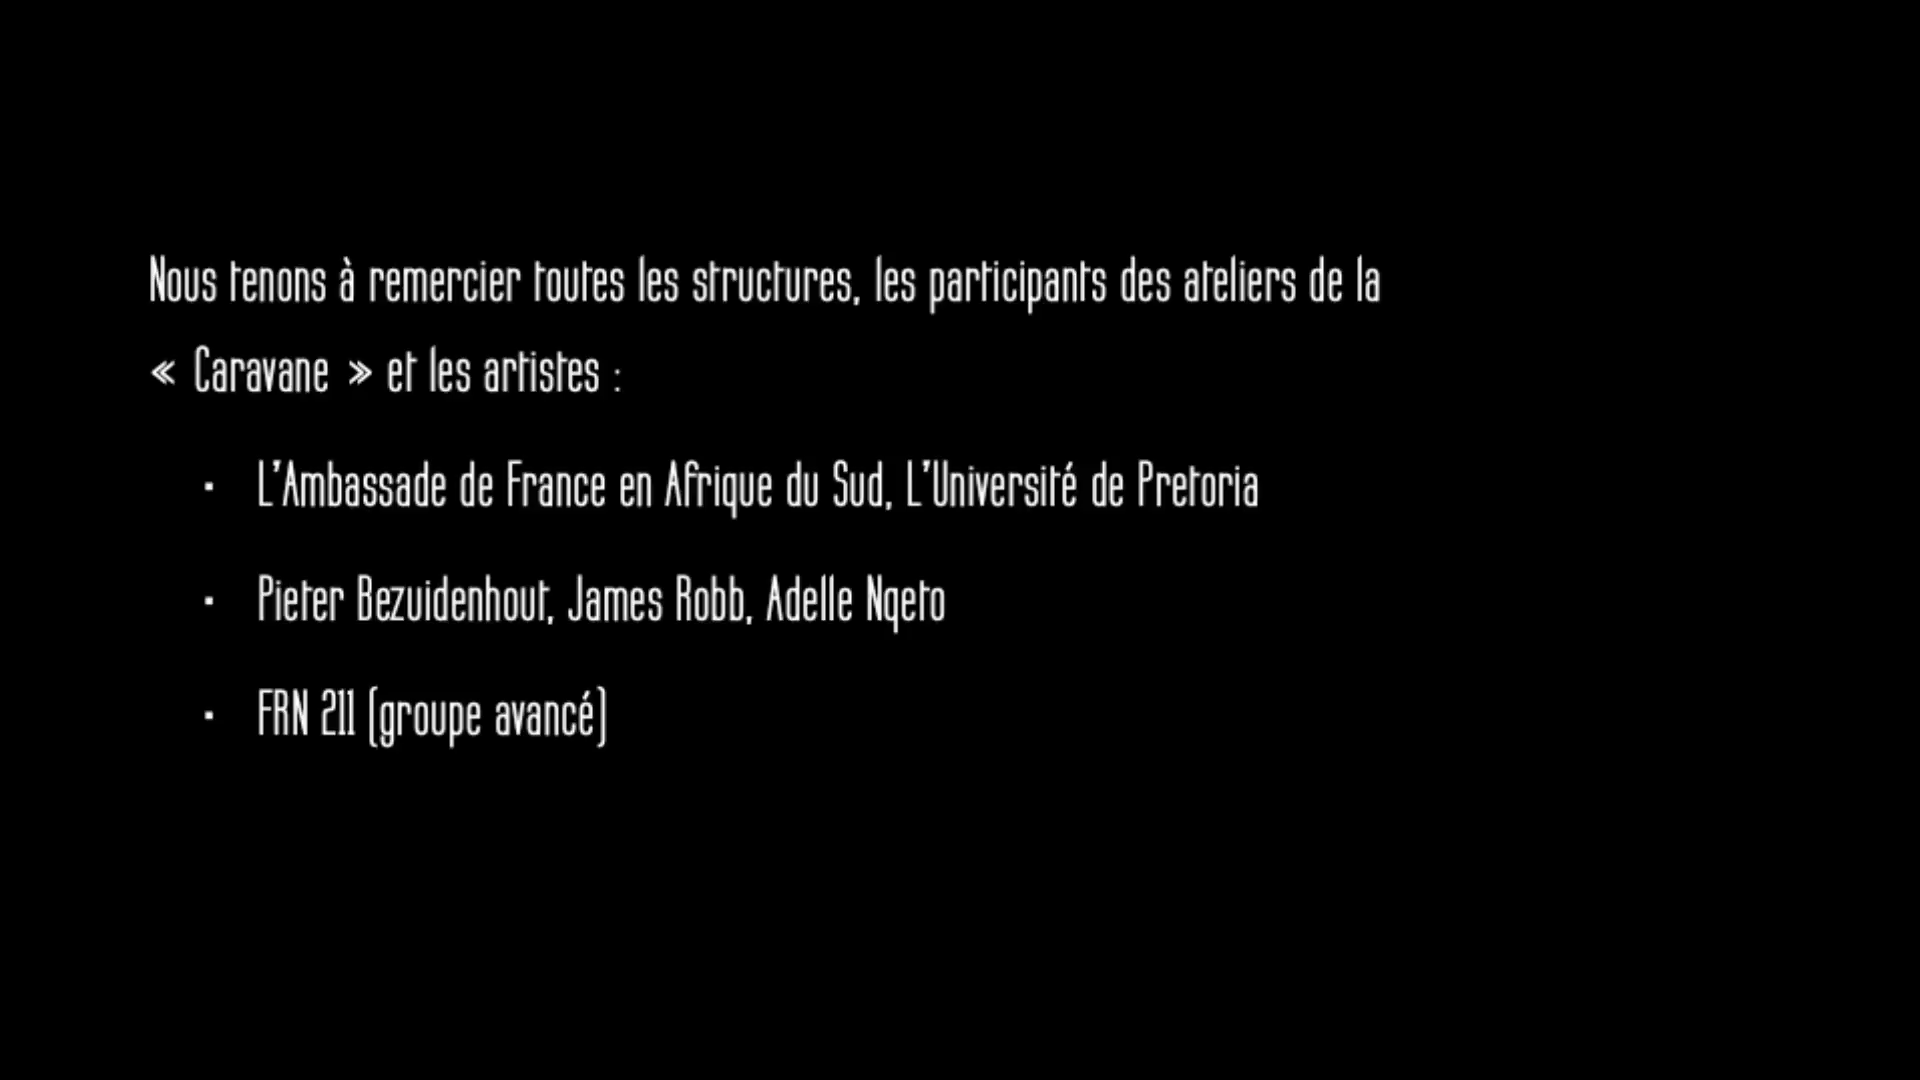 Nous tenons à remercier toutes les structures, les participants des ateliers de la
« Caravane » et les artistes :
• L'Ambassade de France en Afrique du Sud, L'Université de Pretoria
• Pieter Bezuidenhout, James Robb, Adelle Nqeto
• FRN 211 (groupe avancé)